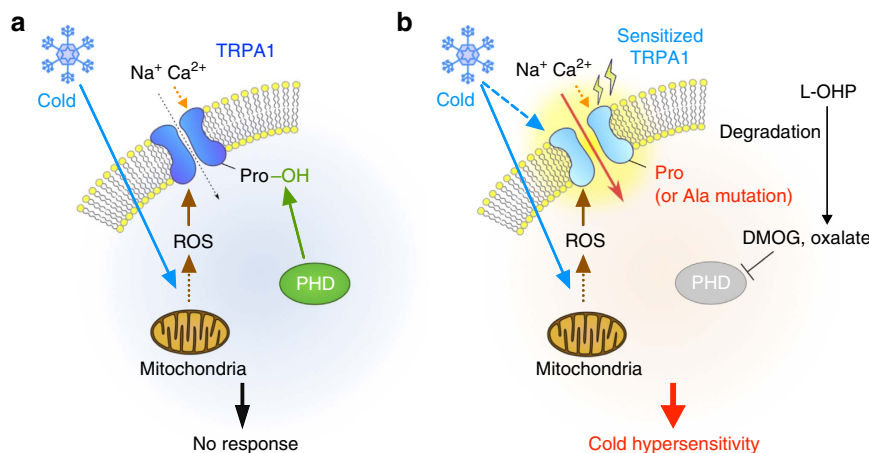 a
TRPA1
Na⁺ Ca²⁺
Cold
Pro–OH
ROS
PHD
Mitochondria
No response
b
Sensitized
TRPA1
Na⁺ Ca²⁺
Cold
L-OHP
Degradation
Pro
(or Ala mutation)
ROS
DMOG, oxalate
PHD
Mitochondria
Cold hypersensitivity